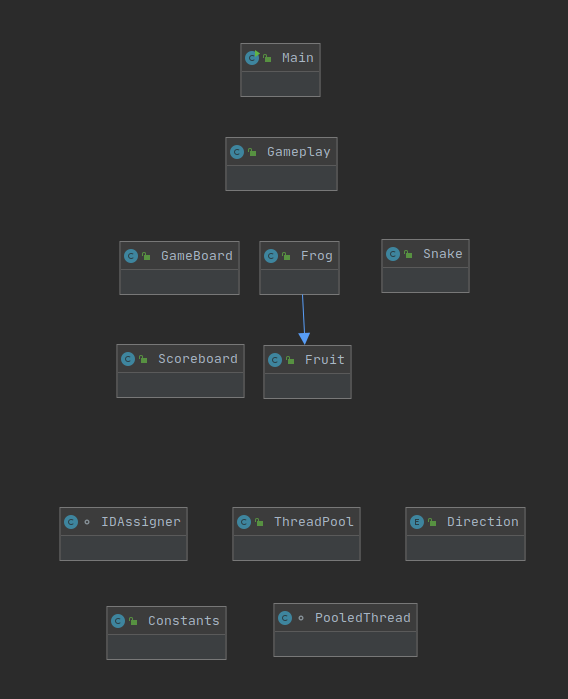 Main
Gameplay
GameBoard
Frog
Snake
Scoreboard
Fruit
IDAssigner
ThreadPool
Direction
Constants
PooledThread